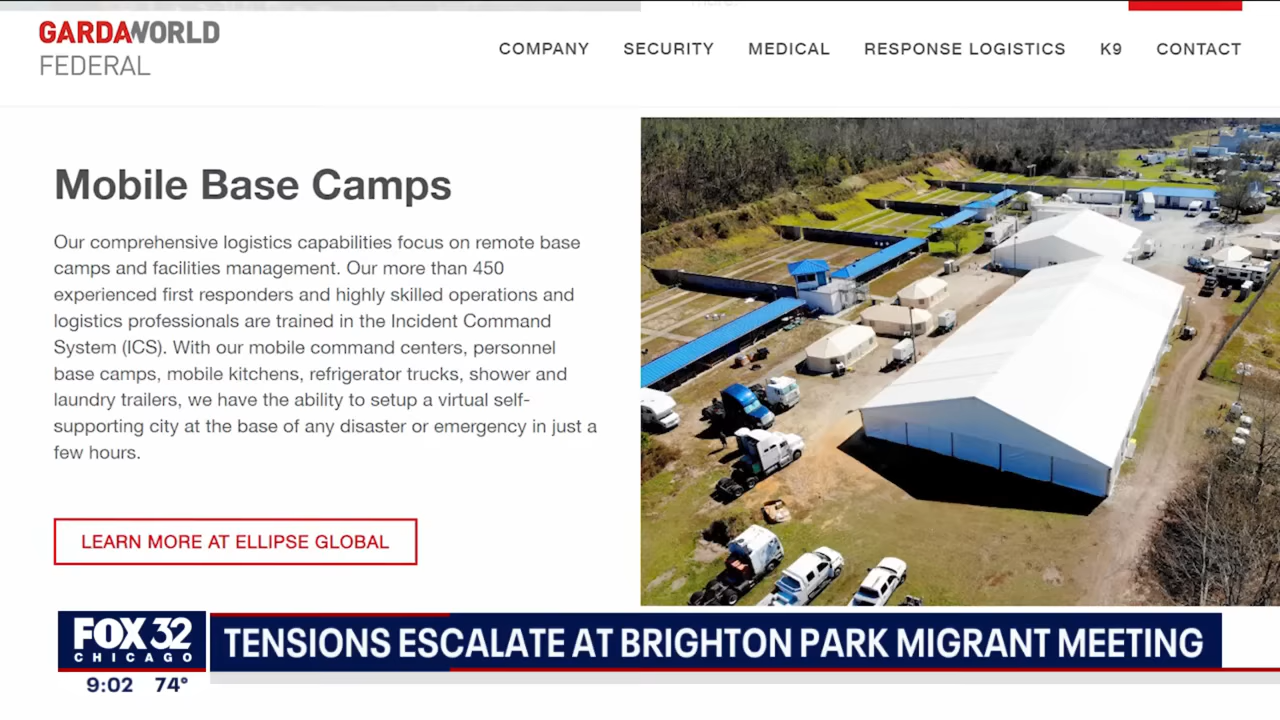 more.
GARDAWORLD
FEDERAL
COMPANY SECURITY MEDICAL RESPONSE LOGISTICS K9 CONTACT
Mobile Base Camps
Our comprehensive logistics capabilities focus on remote base
camps and facilities management. Our more than 450
experienced first responders and highly skilled operations and
logistics professionals are trained in the Incident Command
System (ICS). With our mobile command centers, personnel
base camps, mobile kitchens, refrigerator trucks, shower and
laundry trailers, we have the ability to setup a virtual self-
supporting city at the base of any disaster or emergency in just a
few hours.
LEARN MORE AT ELLIPSE GLOBAL
FOX 32
CHICAGO
TENSIONS ESCALATE AT BRIGHTON PARK MIGRANT MEETING
9:02 74°